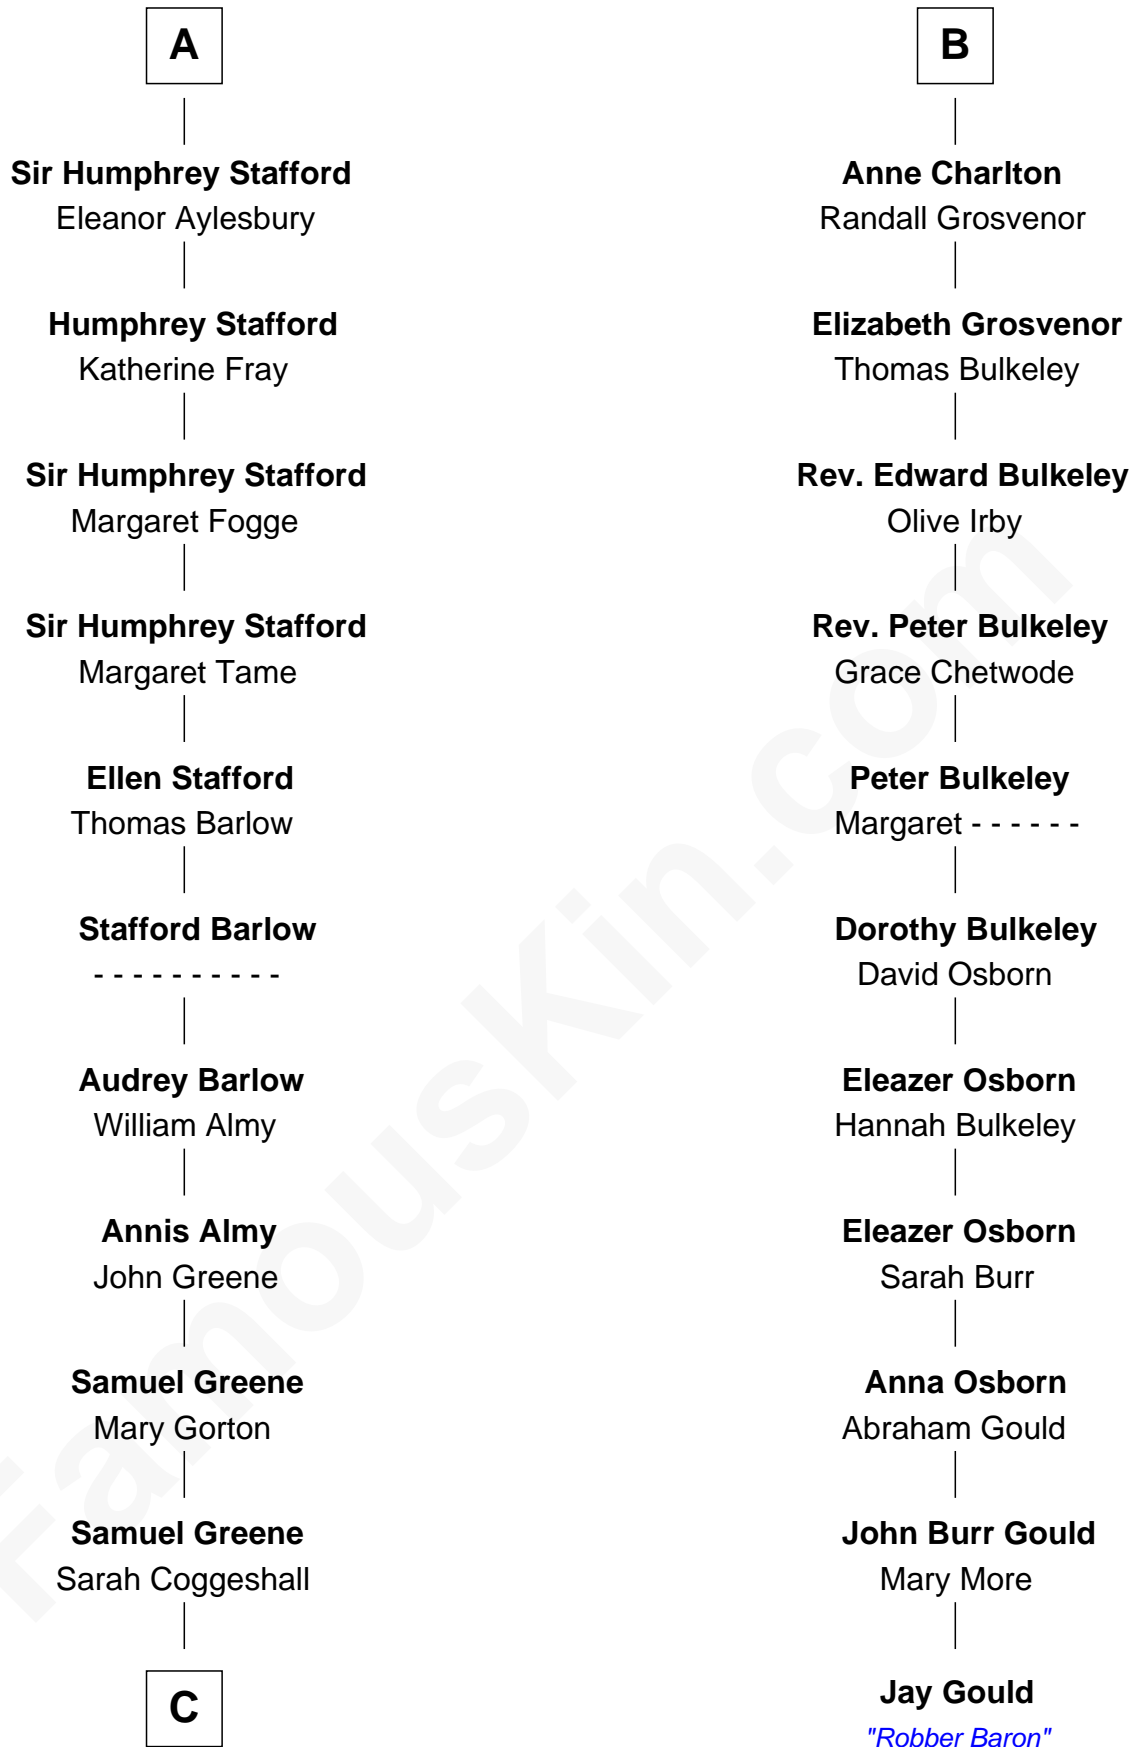 A
Sir Humphrey Stafford
Eleanor Aylesbury
Humphrey Stafford
Katherine Fray
Sir Humphrey Stafford
Margaret Fogge
Sir Humphrey Stafford
Margaret Tame
Ellen Stafford
Thomas Barlow
Stafford Barlow
- - - - - - - - - -
Audrey Barlow
William Almy
Annis Almy
John Greene
Samuel Greene
Mary Gorton
Samuel Greene
Sarah Coggeshall
C
B
Anne Charlton
Randall Grosvenor
Elizabeth Grosvenor
Thomas Bulkeley
Rev. Edward Bulkeley
Olive Irby
Rev. Peter Bulkeley
Grace Chetwode
Peter Bulkeley
Margaret - - - - - -
Dorothy Bulkeley
David Osborn
Eleazer Osborn
Hannah Bulkeley
Eleazer Osborn
Sarah Burr
Anna Osborn
Abraham Gould
John Burr Gould
Mary More
Jay Gould
"Robber Baron"
FamousKin.com